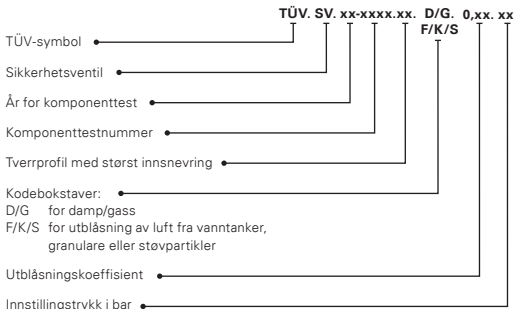 TÜV. SV. xx-xxxx.xx. D/G. 0,xx. xx
F/K/S
TÜV-symbol
Sikkerhetsventil
År for komponenttest
Komponenttestnummer
Tverrprofil med størst innsnevring
Kodebokstaver:
D/G for damp/gass
F/K/S for utblåsning av luft fra vanntanker,
granulare eller støvpartikler
Utblåsningskoeffisient
Innstillingstrykk i bar